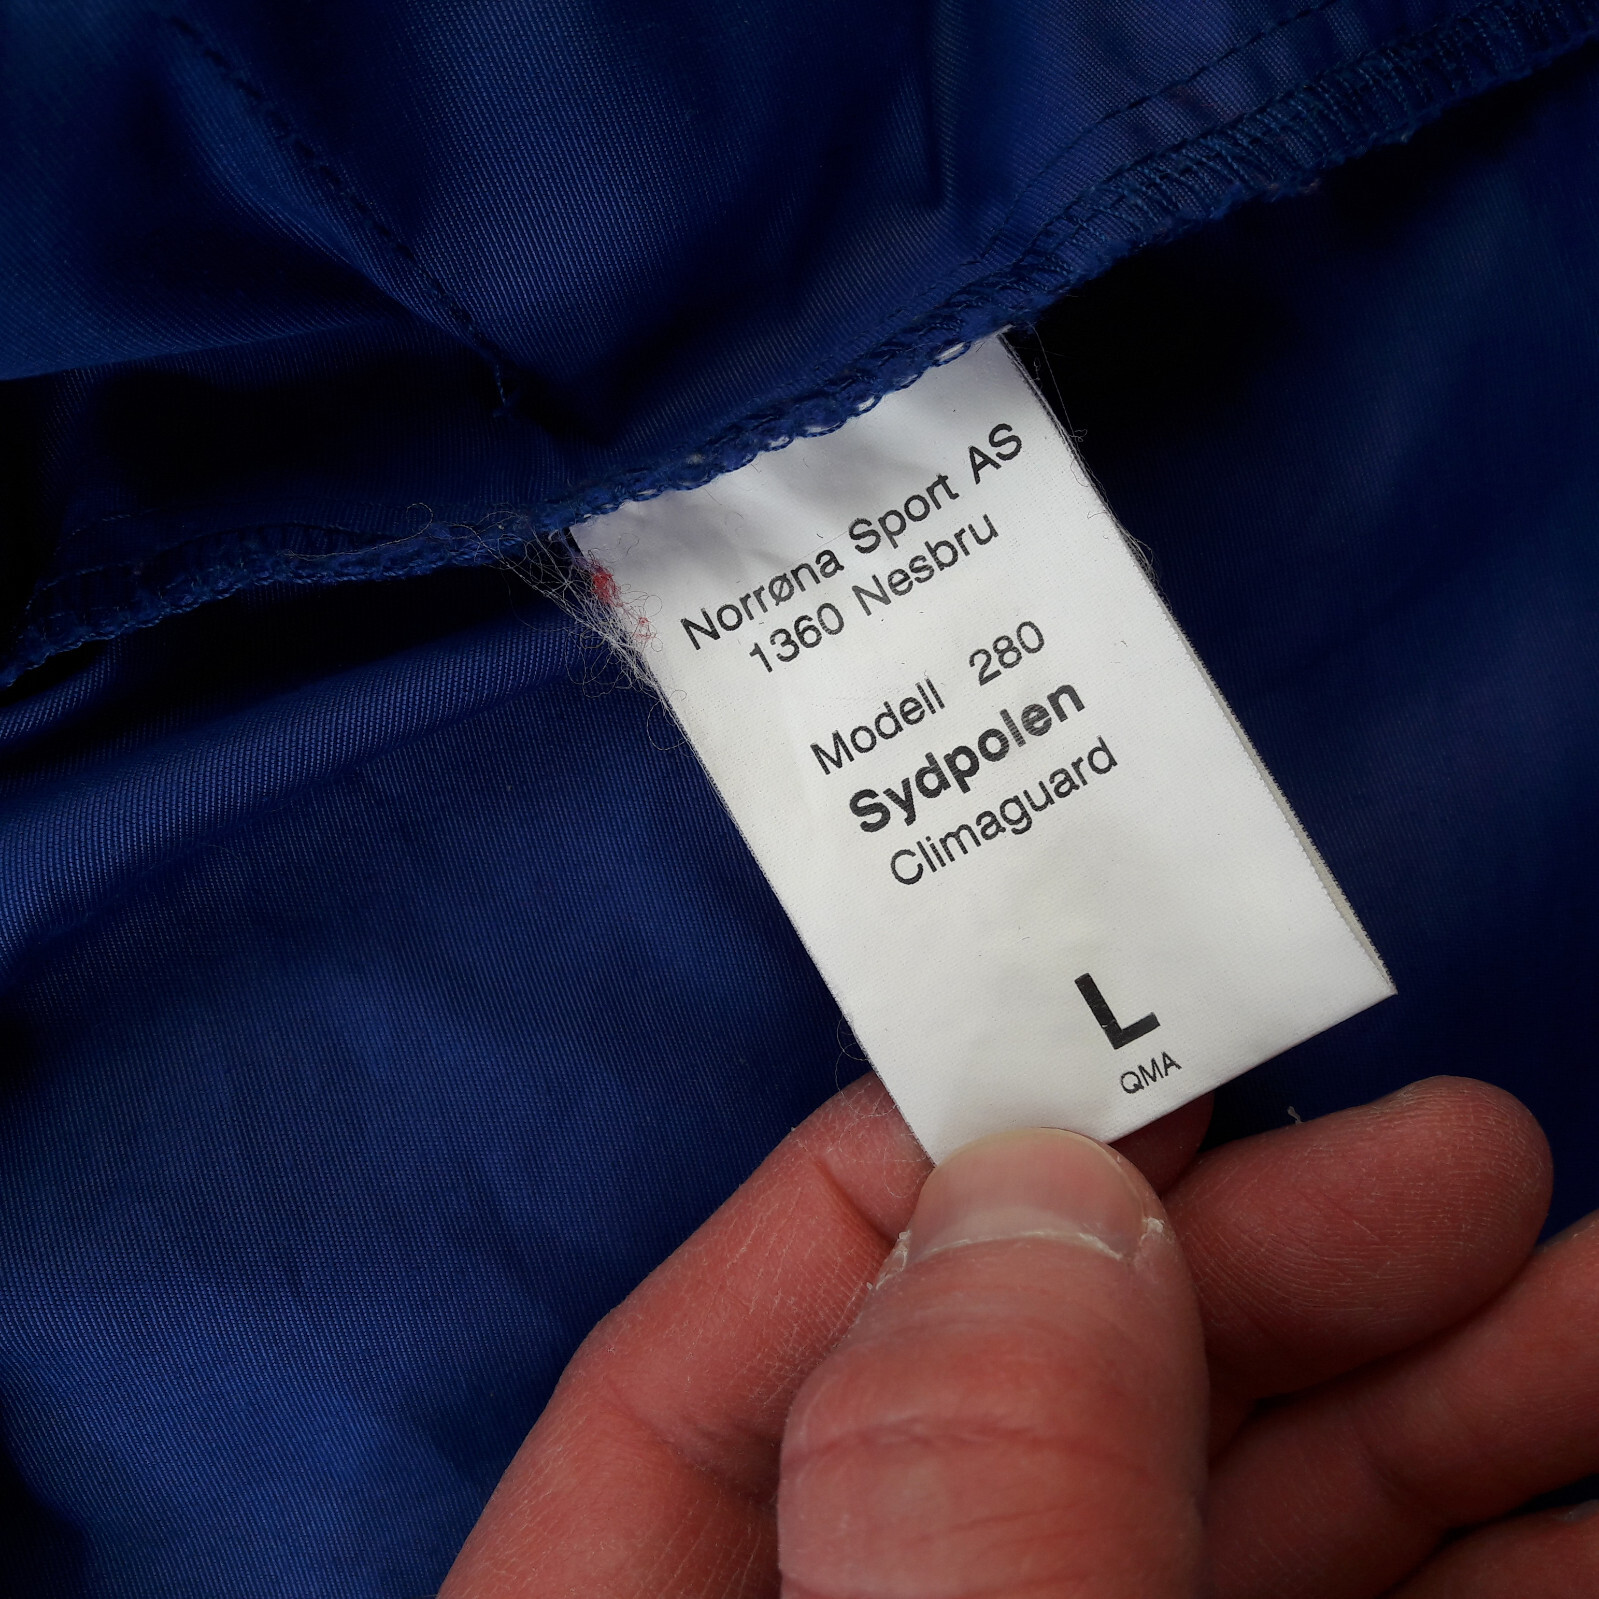 Norrøna Sport AS
1360 Nesbru
Modell 280
Sydpolen
Climaguard
L
QMA